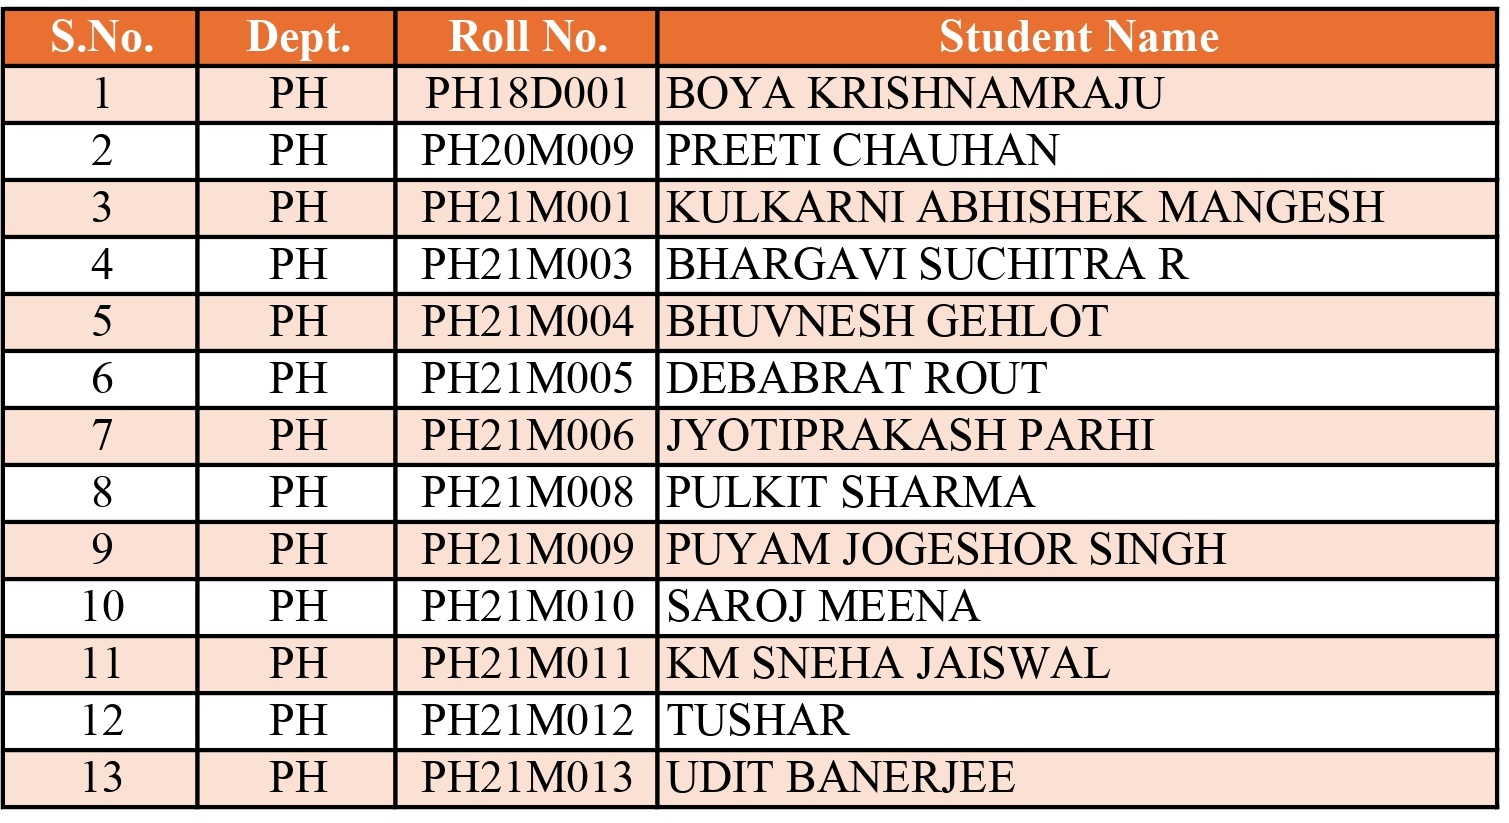 S.No. Dept. Roll No. Student Name
1 PH PH18D001 BOYA KRISHNAMRAJU
2 PH PH20M009 PREETI CHAUHAN
3 PH PH21M001 KULKARNI ABHISHEK MANGESH
4 PH PH21M003 BHARGAVI SUCHITRA R
5 PH PH21M004 BHUVNESH GEHLOT
6 PH PH21M005 DEBABRAT ROUT
7 PH PH21M006 JYOTIPRAKASH PARHI
8 PH PH21M008 PULKIT SHARMA
9 PH PH21M009 PUYAM JOGESHOR SINGH
10 PH PH21M010 SAROJ MEENA
11 PH PH21M011 KM SNEHA JAISWAL
12 PH PH21M012 TUSHAR
13 PH PH21M013 UDIT BANERJEE